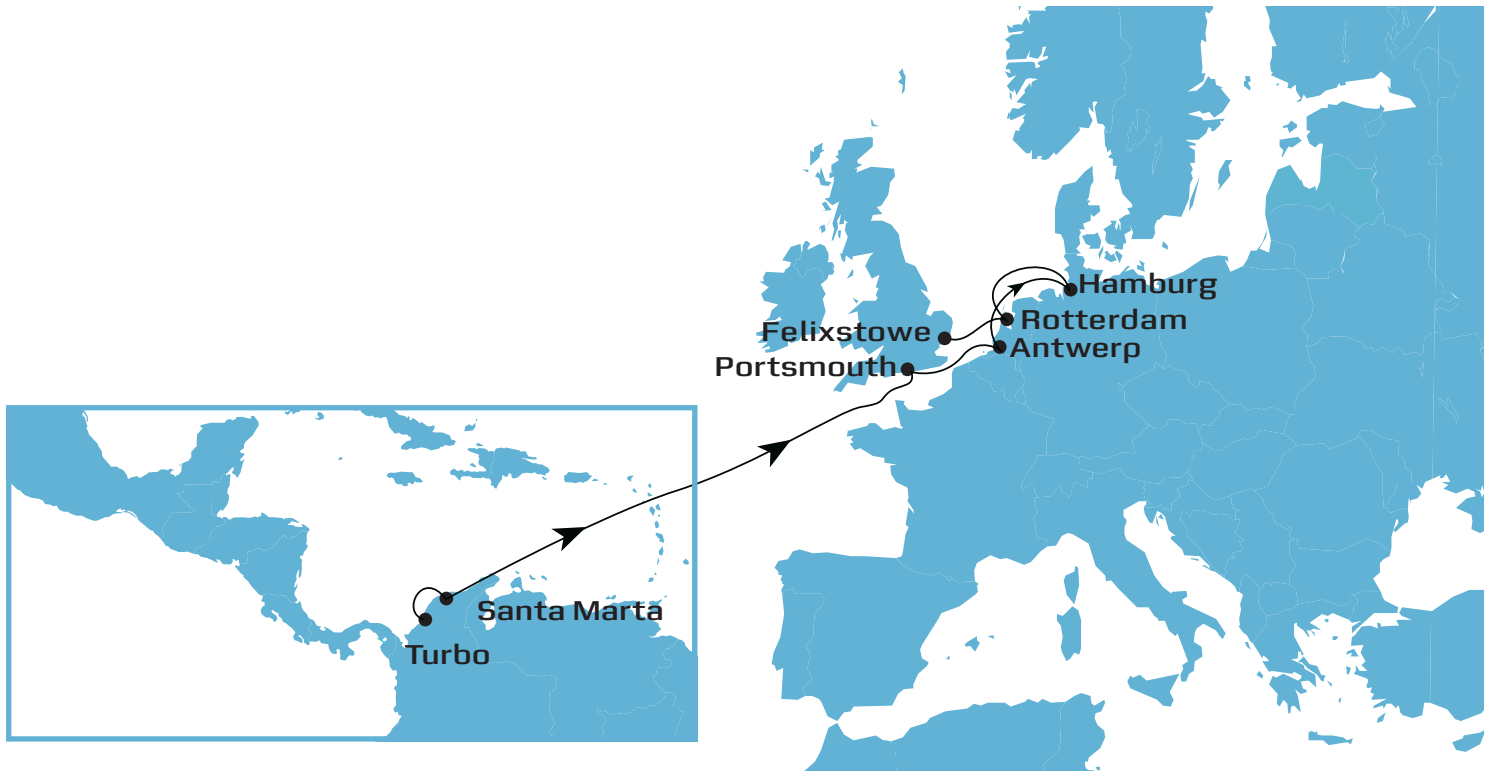 Hamburg
Rotterdam
Felixstowe
Antwerp
Portsmouth
Santa Marta
Turbo